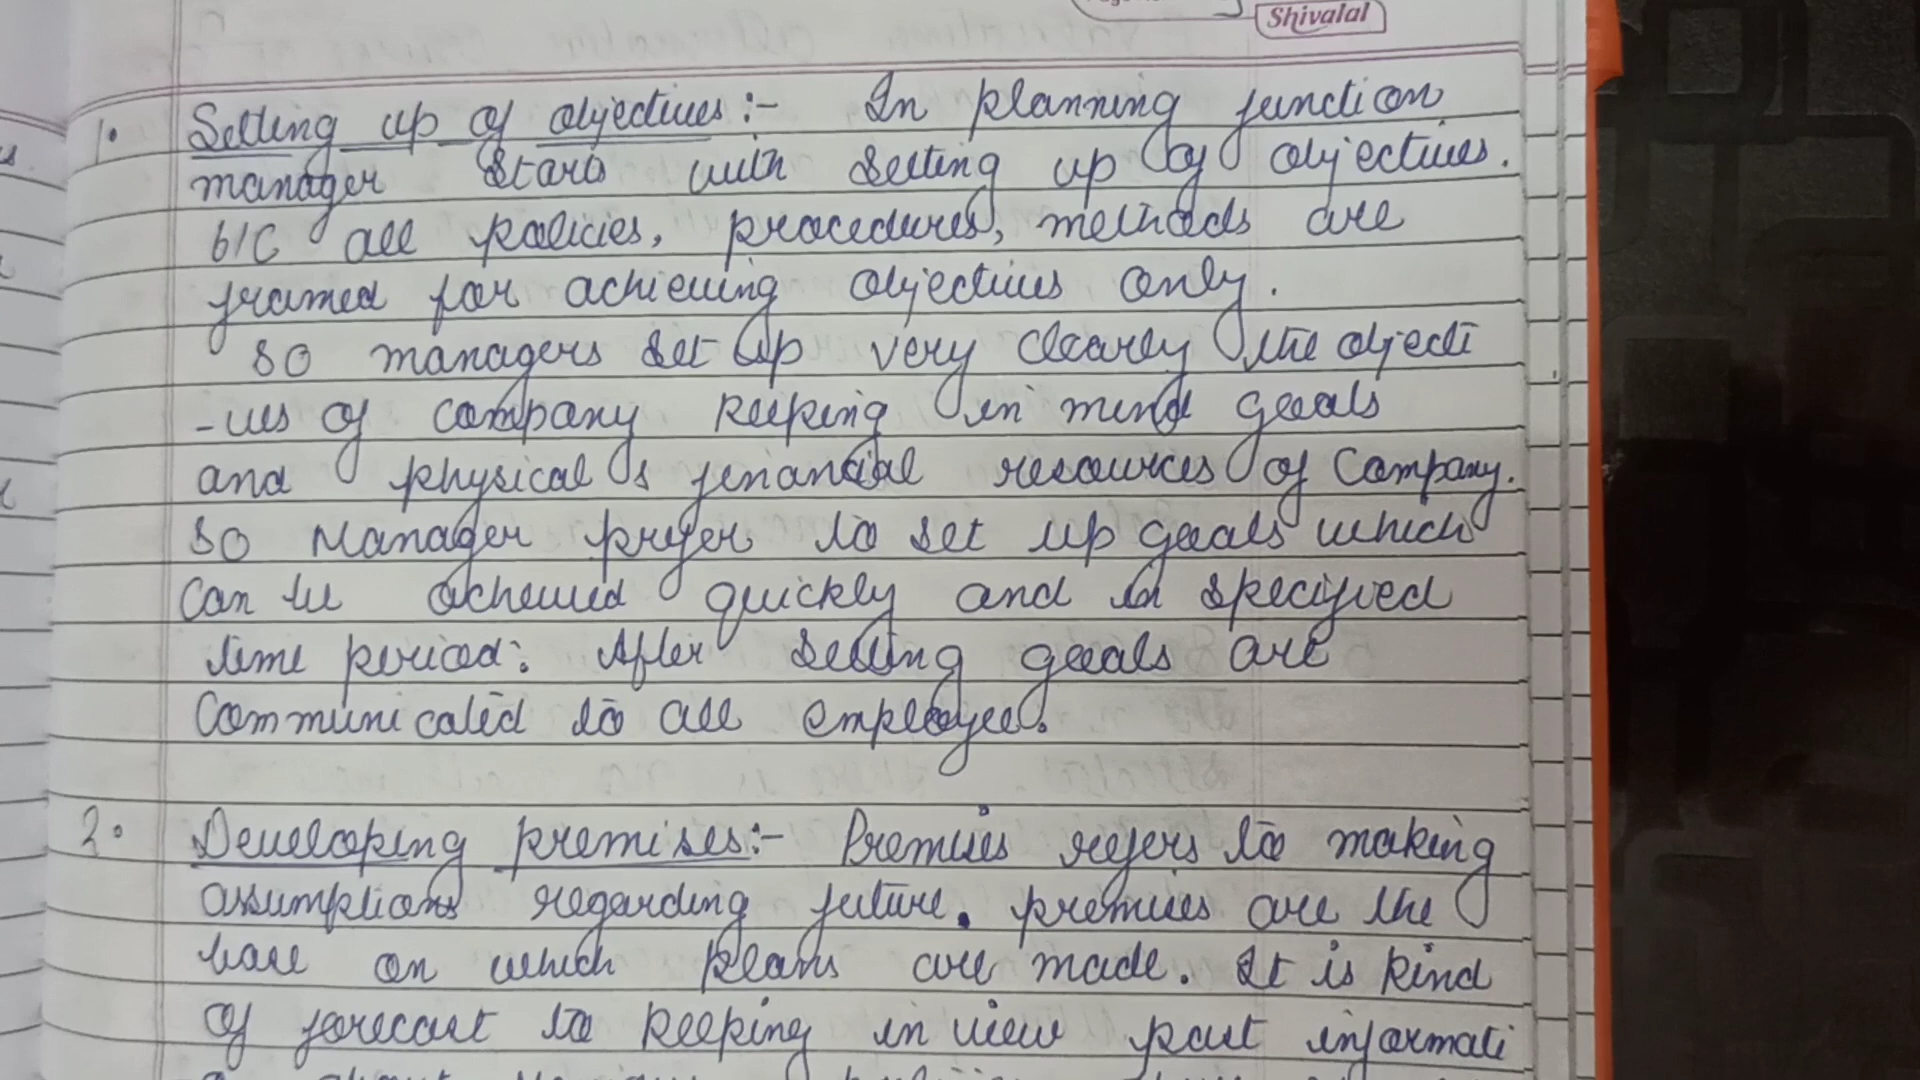 Shivalal
1. Setting up of objectives:- In planning function
manager starts with setting up of objectives.
b/c all policies, procedures, methods are
framed for achieving objectives only.
so managers set up very clearly the objecti
-ves of company keeping in mind goals
and physical & financial resources of Company.
so Manager prefer to set up goals which
can be achieved quickly and in specified
time period. After setting goals are
communicated to all employee.
2. Developing premises:- Premises refers to making
assumptions regarding future. premises are the
base on which plans are made. It is kind
of forecast to keeping in view past informati